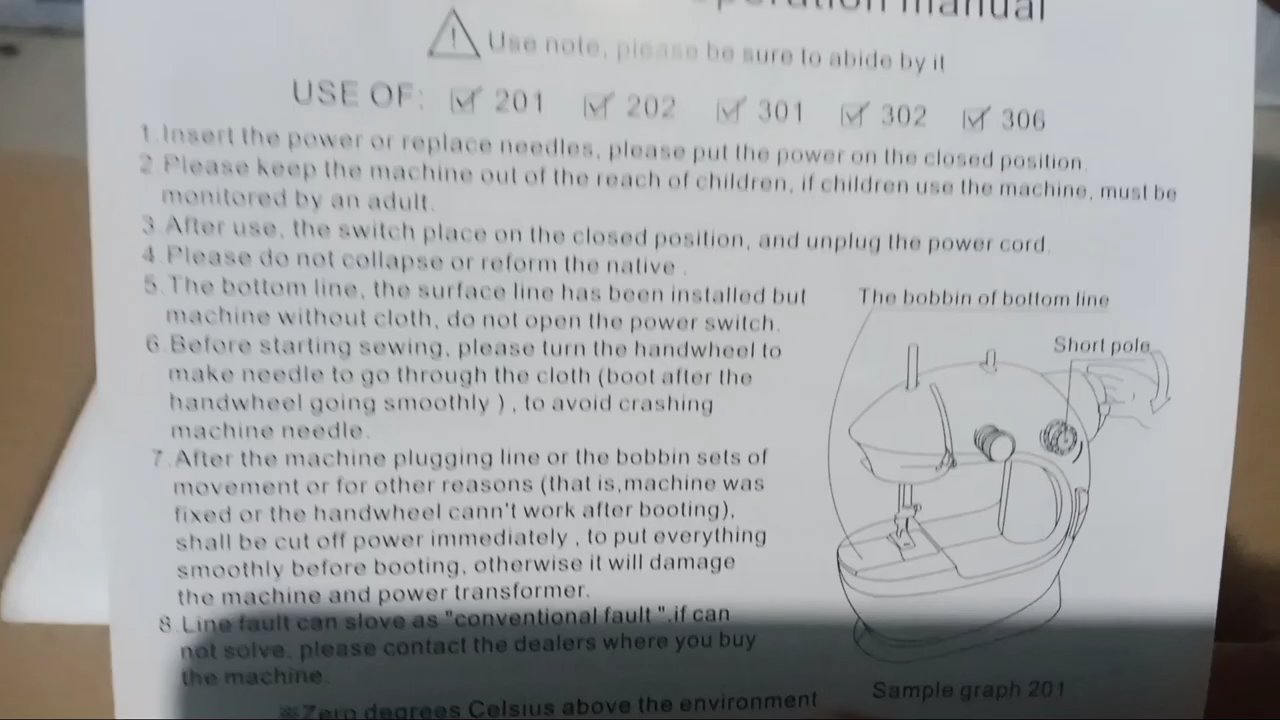 Operation manual
Use note, please be sure to abide by it
USE OF: ☑ 201 ☑ 202 ☑ 301 ☑ 302 ☑ 306
1.Insert the power or replace needles, please put the power on the closed position.
2.Please keep the machine out of the reach of children, if children use the machine, must be
monitored by an adult.
3.After use, the switch place on the closed position, and unplug the power cord.
4.Please do not collapse or reform the native .
5.The bottom line, the surface line has been installed but
machine without cloth, do not open the power switch.
6.Before starting sewing, please turn the handwheel to
make needle to go through the cloth (boot after the
handwheel going smoothly ) , to avoid crashing
machine needle.
7.After the machine plugging line or the bobbin sets of
movement or for other reasons (that is,machine was
fixed or the handwheel cann't work after booting),
shall be cut off power immediately , to put everything
smoothly before booting, otherwise it will damage
the machine and power transformer.
8.Line fault can slove as "conventional fault ".if can
not solve, please contact the dealers where you buy
the machine.
※Zero degrees Celsius above the environment
The bobbin of bottom line
Short pole
Sample graph 201